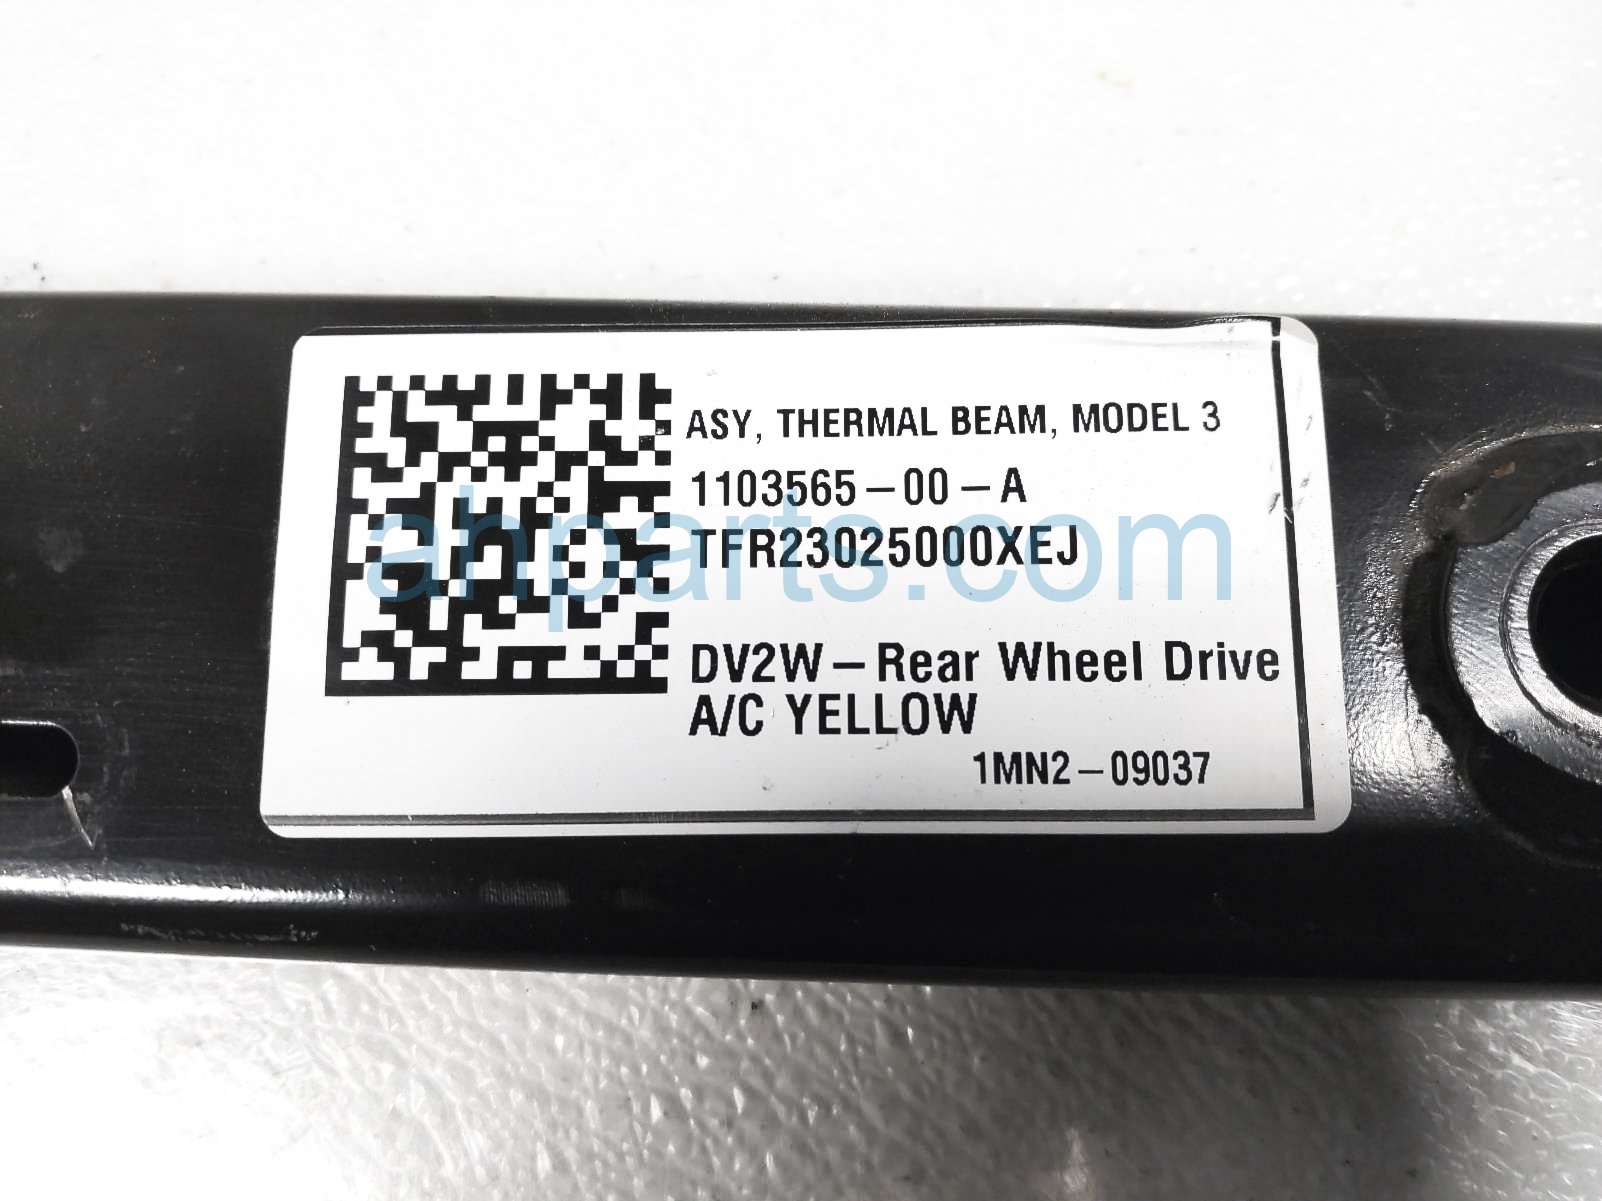 ASY, THERMAL BEAM, MODEL 3
1103565-00-A
TFR23025000XEJ
ahparts.com
DV2W-Rear Wheel Drive
A/C YELLOW
1MN2-09037